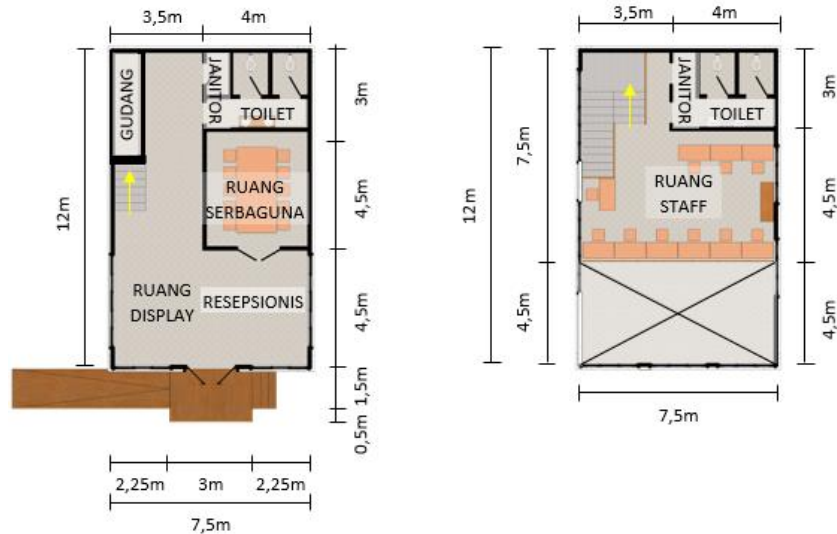 3,5m
4m
3,5m
4m
GUDANG
JANITOR
TOILET
3m
12m
RUANG
SERBAGUNA
4,5m
RUANG
DISPLAY
RESEPSIONIS
4,5m
1,5m
0,5m
2,25m
3m
2,25m
7,5m
JANITOR
TOILET
3m
12m
7,5m
RUANG
STAFF
4,5m
4,5m
4,5m
7,5m